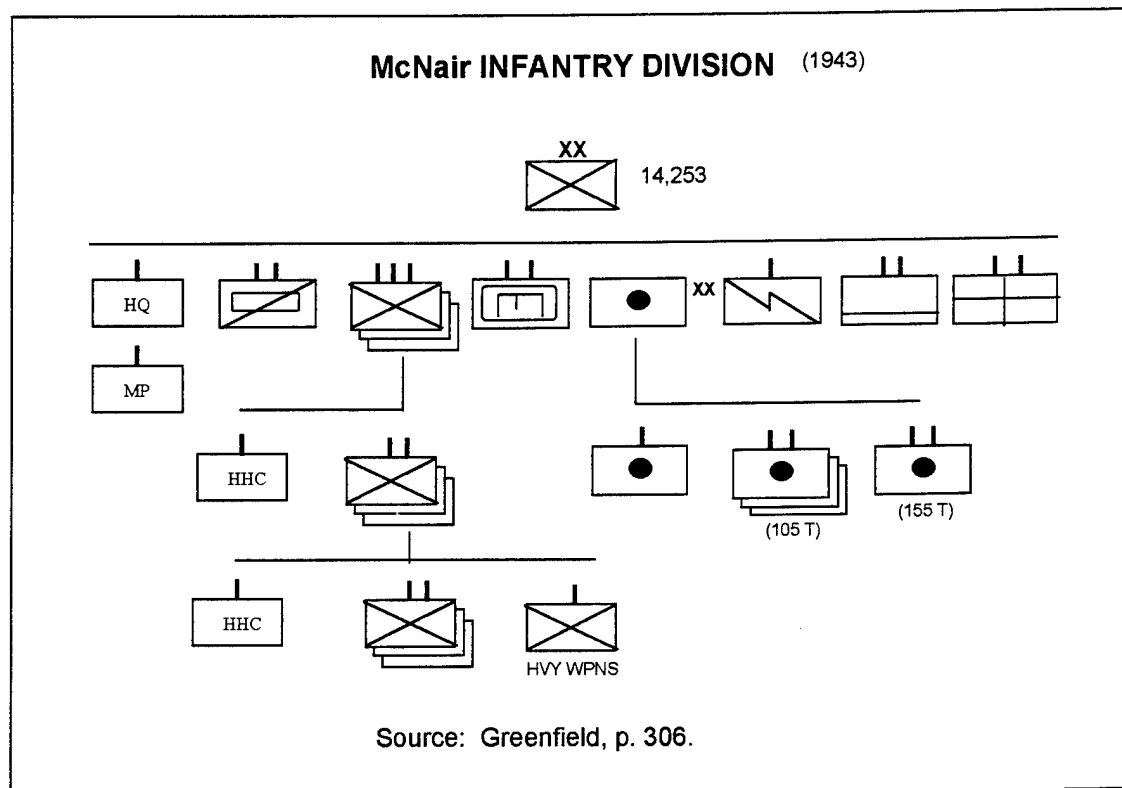 McNair INFANTRY DIVISION (1943)
XX
14,253
HQ
XX
MP
HHC
(105 T)
(155 T)
HHC
HVY WPNS
Source: Greenfield, p. 306.